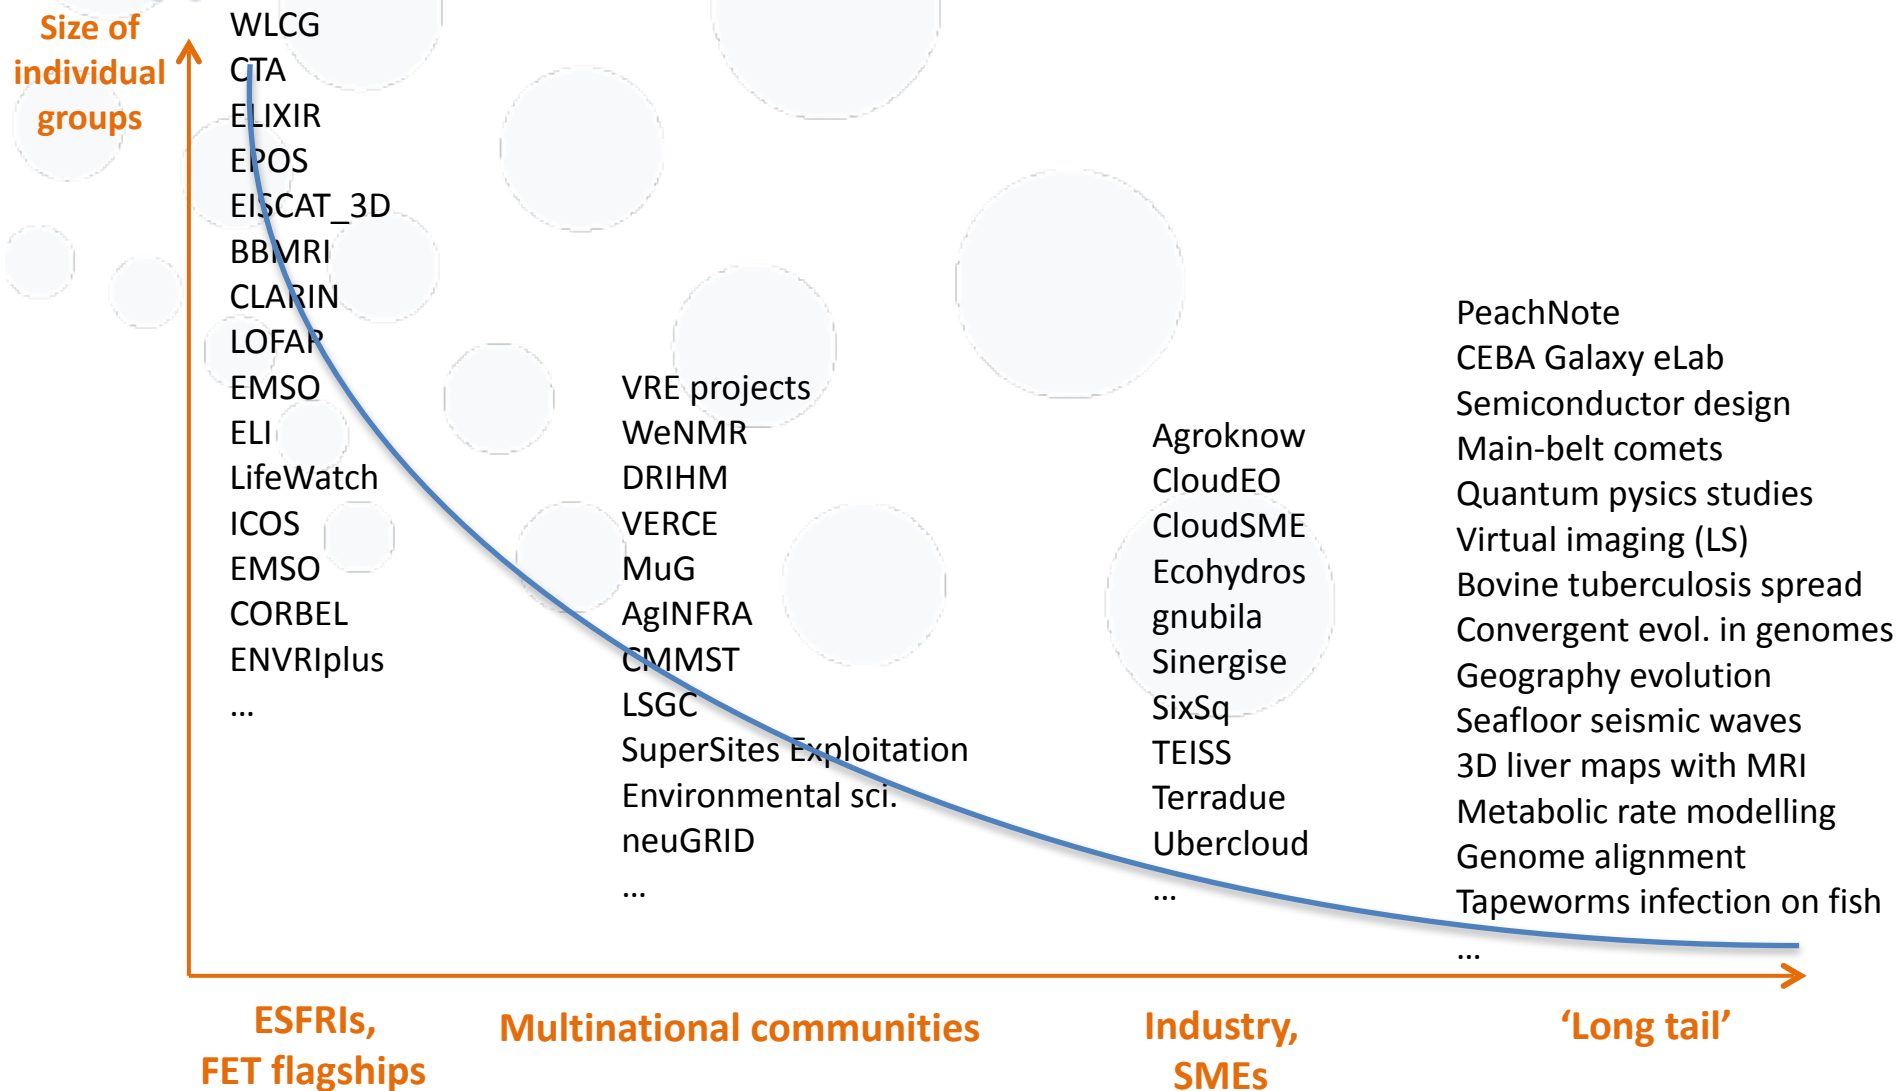 Size of
individual
groups
WLCG
CTA
ELIXIR
EPOS
EISCAT_3D
BBMRI
CLARIN
LOFAR
EMSO
ELI
LifeWatch
ICOS
EMSO
CORBEL
ENVRIplus
...
VRE projects
WeNMR
DRIHM
VERCE
MuG
AgINFRA
CMMST
LSGC
SuperSites Exploitation
Environmental sci.
neuGRID
...
Agroknow
CloudEO
CloudSME
Ecohydros
gnubila
Sinergise
SixSq
TEISS
Terradue
Ubercloud
...
PeachNote
CEBA Galaxy eLab
Semiconductor design
Main-belt comets
Quantum pysics studies
Virtual imaging (LS)
Bovine tuberculosis spread
Convergent evol. in genomes
Geography evolution
Seafloor seismic waves
3D liver maps with MRI
Metabolic rate modelling
Genome alignment
Tapeworms infection on fish
...
ESFRIs,
FET flagships
Multinational communities
Industry,
SMEs
‘Long tail’